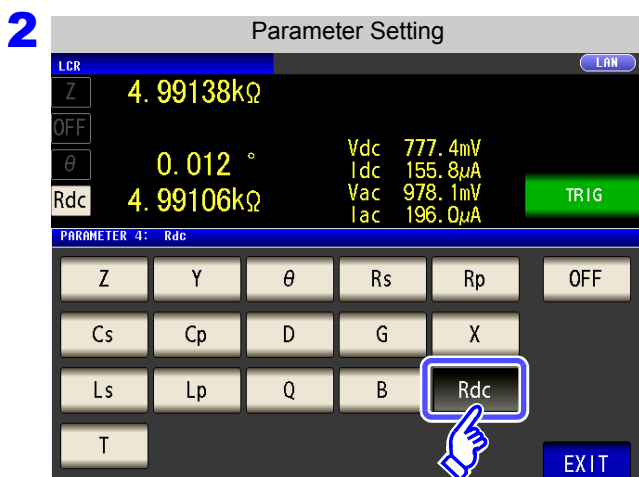 2
Parameter Setting
LCR
LAN
Z 4.99138kΩ
OFF
θ 0.012 °
Rdc 4.99106kΩ
Vdc 777.4mV
Idc 155.8μA
Vac 978.1mV
Iac 196.0μA
TRIG
PARAMETER 4: Rdc
Z Y θ Rs Rp OFF
Cs Cp D G X
Ls Lp Q B Rdc
T
EXIT